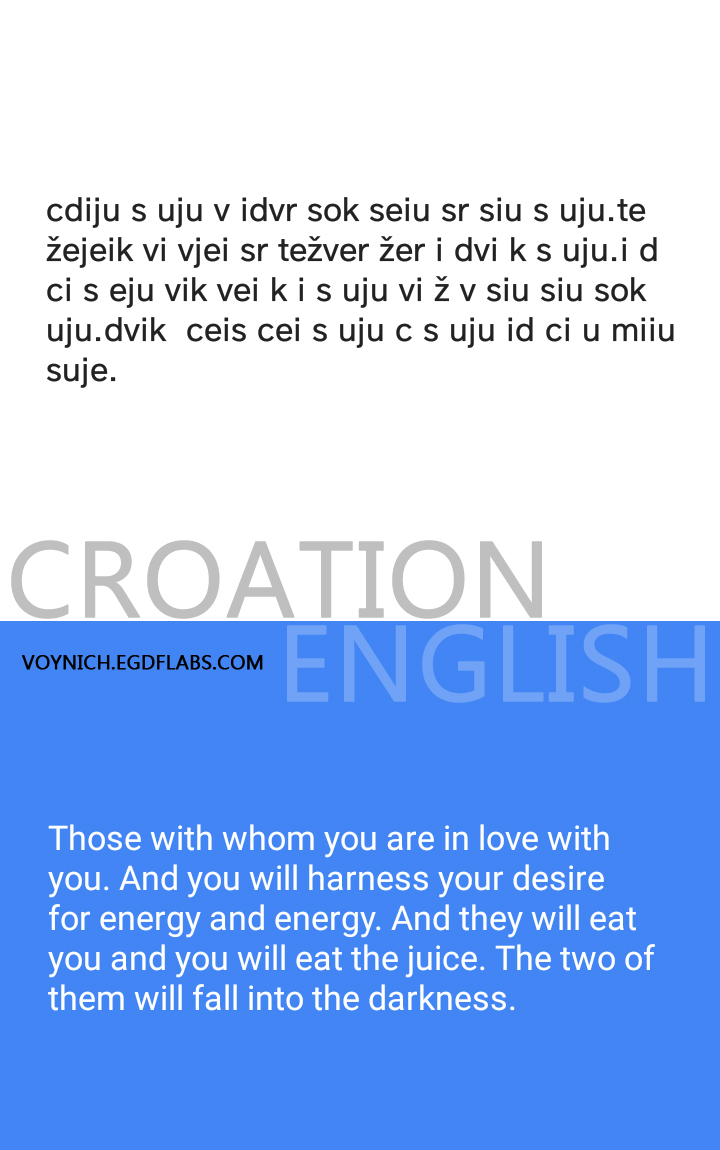 cdiju s uju v idvr sok seiu sr siu s uju.te
žejeik vi vjei sr težver žer i dvi k s uju.i d
ci s eju vik vei k i s uju vi ž v siu siu sok
uju.dvik  ceis cei s uju c s uju id ci u miiu
suje.
CROATION
ENGLISH
VOYNICH.EGDFLABS.COM
Those with whom you are in love with
you. And you will harness your desire
for energy and energy. And they will eat
you and you will eat the juice. The two of
them will fall into the darkness.